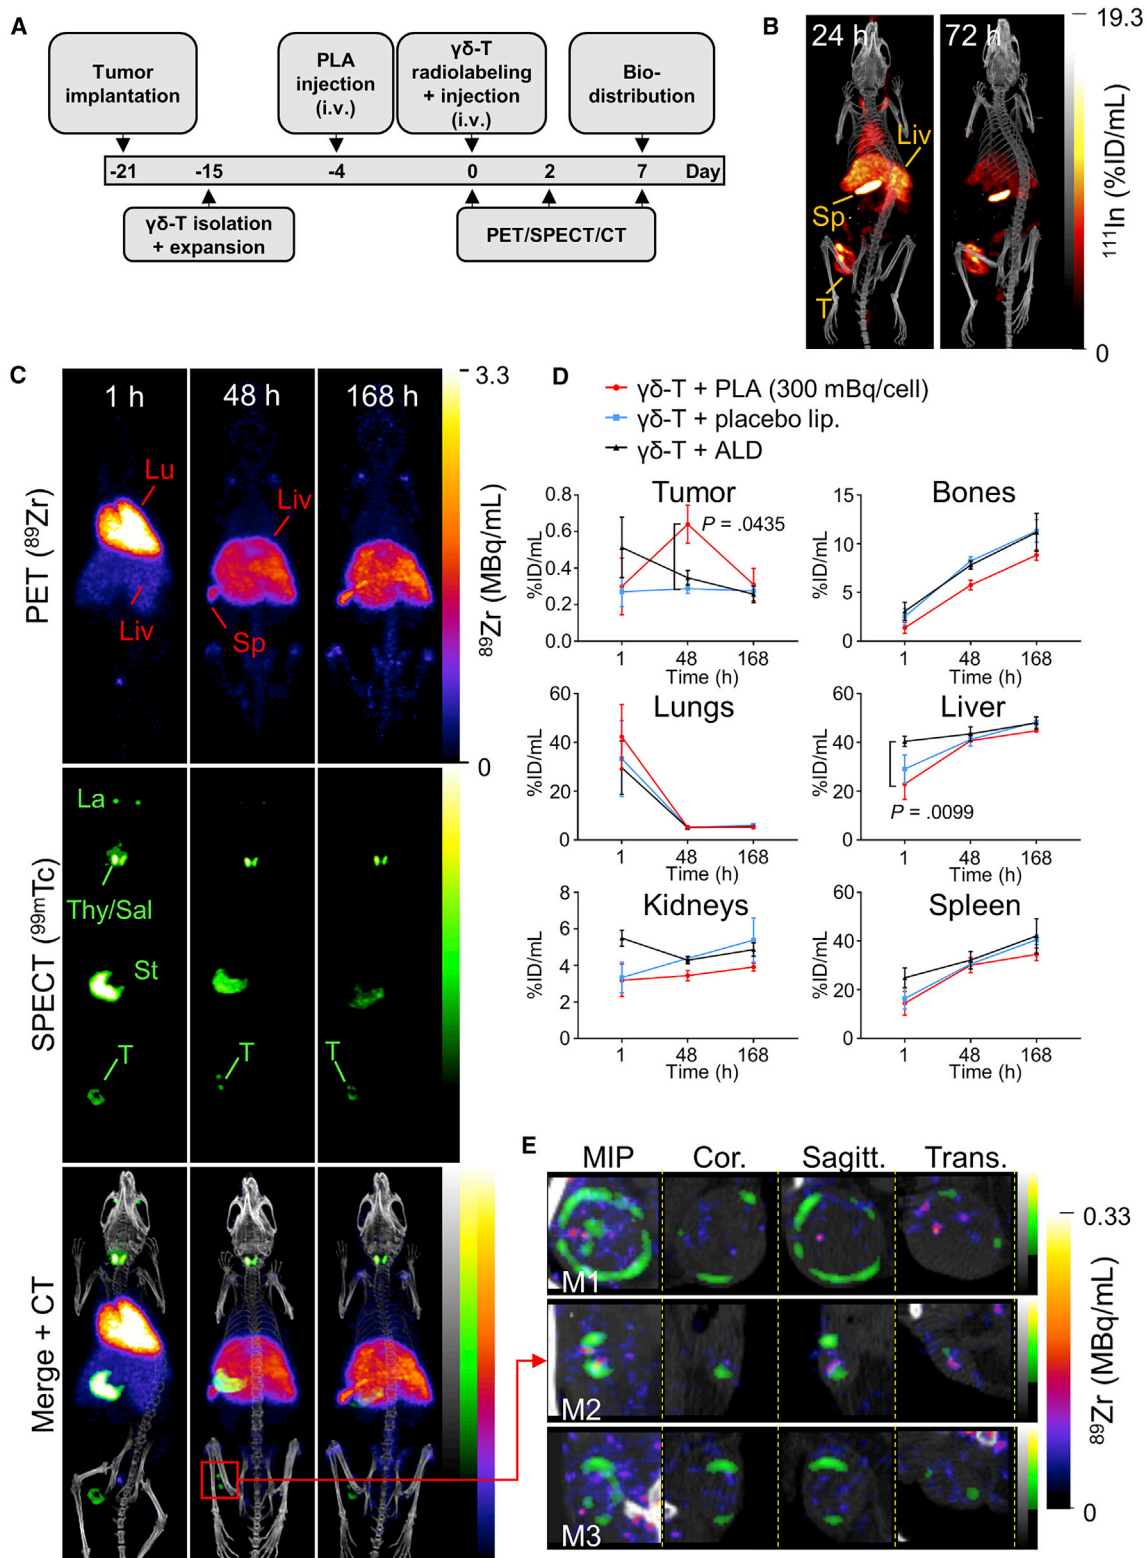 A
Tumor
implantation
PLA
injection
(i.v.)
γδ-T
radiolabeling
+ injection
(i.v.)
Bio-
distribution
-21
-15
-4
0
2
7
Day
γδ-T isolation
+ expansion
PET/SPECT/CT
B
24 h
72 h
Liv
Sp
T
19.3
¹¹¹In (%ID/mL)
0
C
1 h
48 h
168 h
Lu
Liv
Liv
Sp
PET (⁸⁹Zr)
3.3
⁸⁹Zr (MBq/mL)
0
La
Thy/Sal
St
T
T
T
SPECT (⁹⁹ᵐTc)
Merge + CT
D
γδ-T + PLA (300 mBq/cell)
γδ-T + placebo lip.
γδ-T + ALD
Tumor
%ID/mL
0.8
0.6
0.4
0.2
0.0
P = .0435
1 48 168
Time (h)
Bones
%ID/mL
15
10
5
0
1 48 168
Time (h)
Lungs
%ID/mL
60
40
20
0
1 48 168
Time (h)
Liver
%ID/mL
60
40
20
0
P = .0099
1 48 168
Time (h)
Kidneys
%ID/mL
8
6
4
2
0
1 48 168
Time (h)
Spleen
%ID/mL
60
40
20
0
1 48 168
Time (h)
E
MIP Cor. Sagitt. Trans.
M1
M2
M3
0.33
⁸⁹Zr (MBq/mL)
0